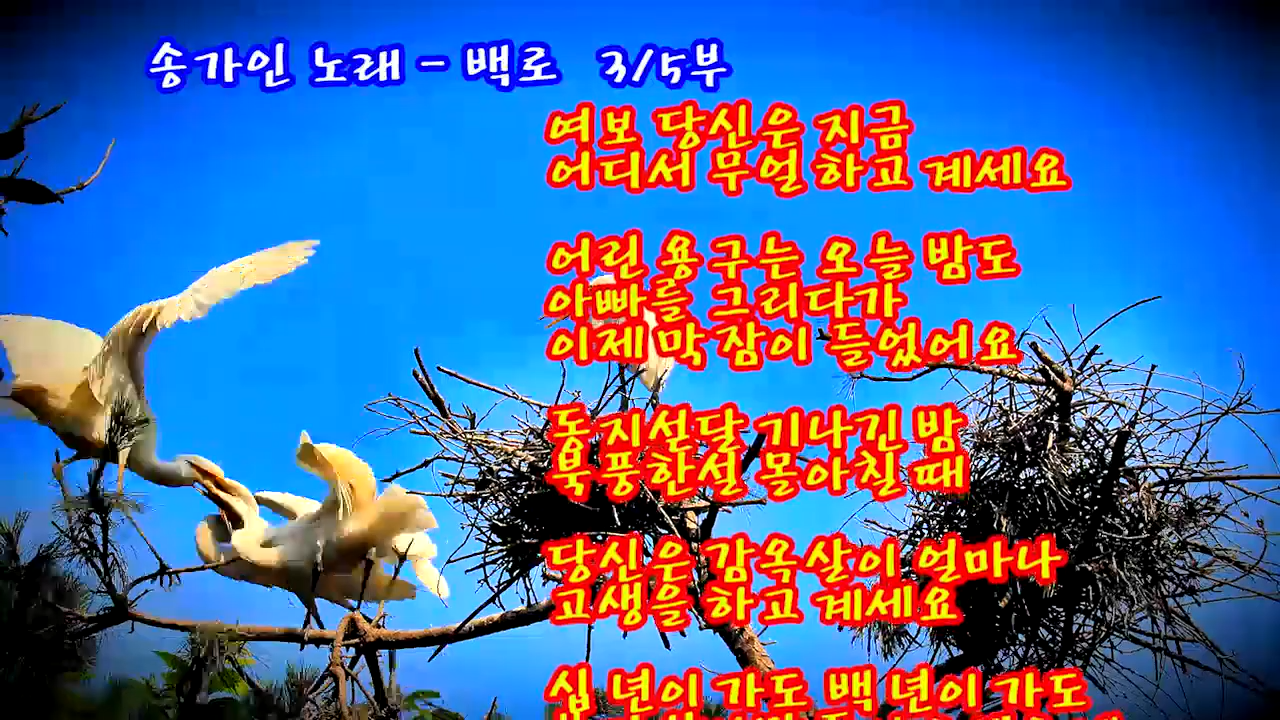 송가인 노래 - 백로 3/5부
여보 당신은 지금
어디서 무얼 하고 계세요
어린 용구는 오늘 밤도
아빠를 그리다가
이제 막 잠이 들었어요
동지섣달 기나긴 밤
북풍한설 몰아칠 때
당신은 감옥살이 얼마나
고생을 하고 계세요
십 년이 가도 백 년이 가도